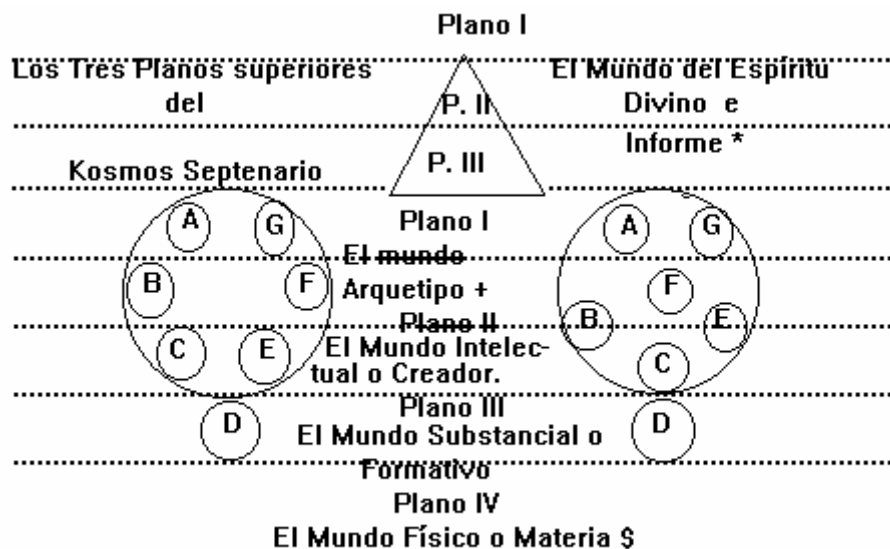 Plano I
Los Tres Planos superiores
del
El Mundo del Espíritu
Divino e
Informe *
P. II
P. III
Kosmos Septenario
A
G
B
F
C
E
D
Plano I
El mundo
Arquetipo +
Plano II
El Mundo Intelec-
tual o Creador.
Plano III
El Mundo Substancial o
Formativo
Plano IV
El Mundo Físico o Materia $
A
G
F
B
E
C
D